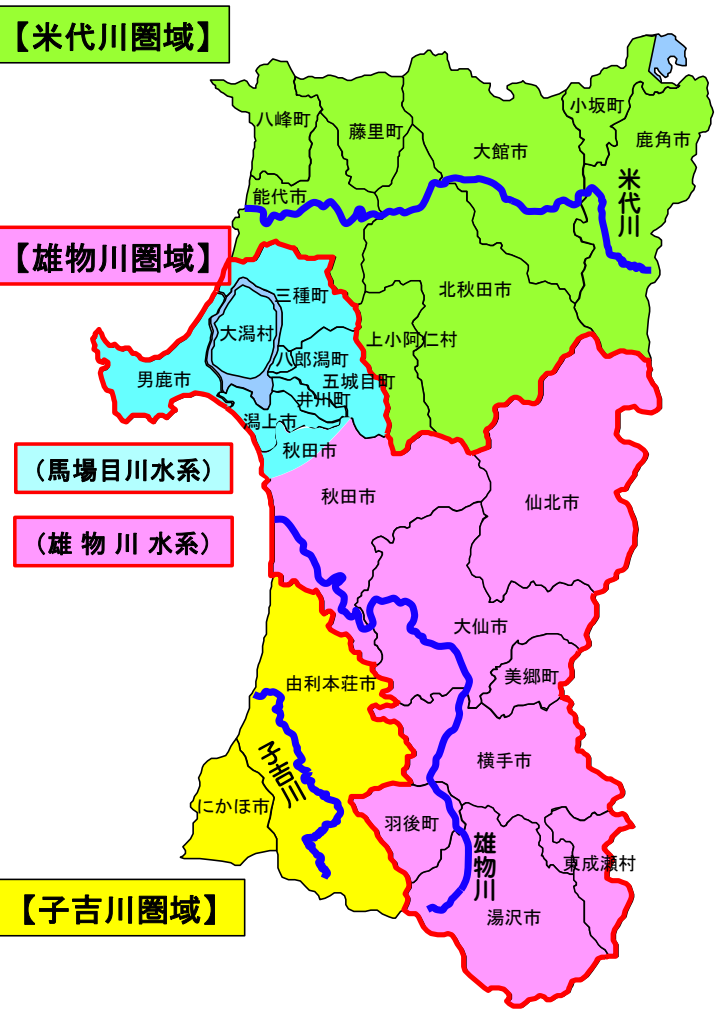 【米代川圏域】
八峰町
藤里町
大館市
小坂町
鹿角市
能代市
米代川
【雄物川圏域】
北秋田市
三種町
大潟村
上小阿仁村
八郎潟町
男鹿市
五城目町
井川町
潟上市
秋田市
（馬場目川水系）
秋田市
仙北市
（雄物川水系）
大仙市
美郷町
由利本荘市
子吉川
横手市
にかほ市
羽後町
雄物川
東成瀬村
湯沢市
【子吉川圏域】